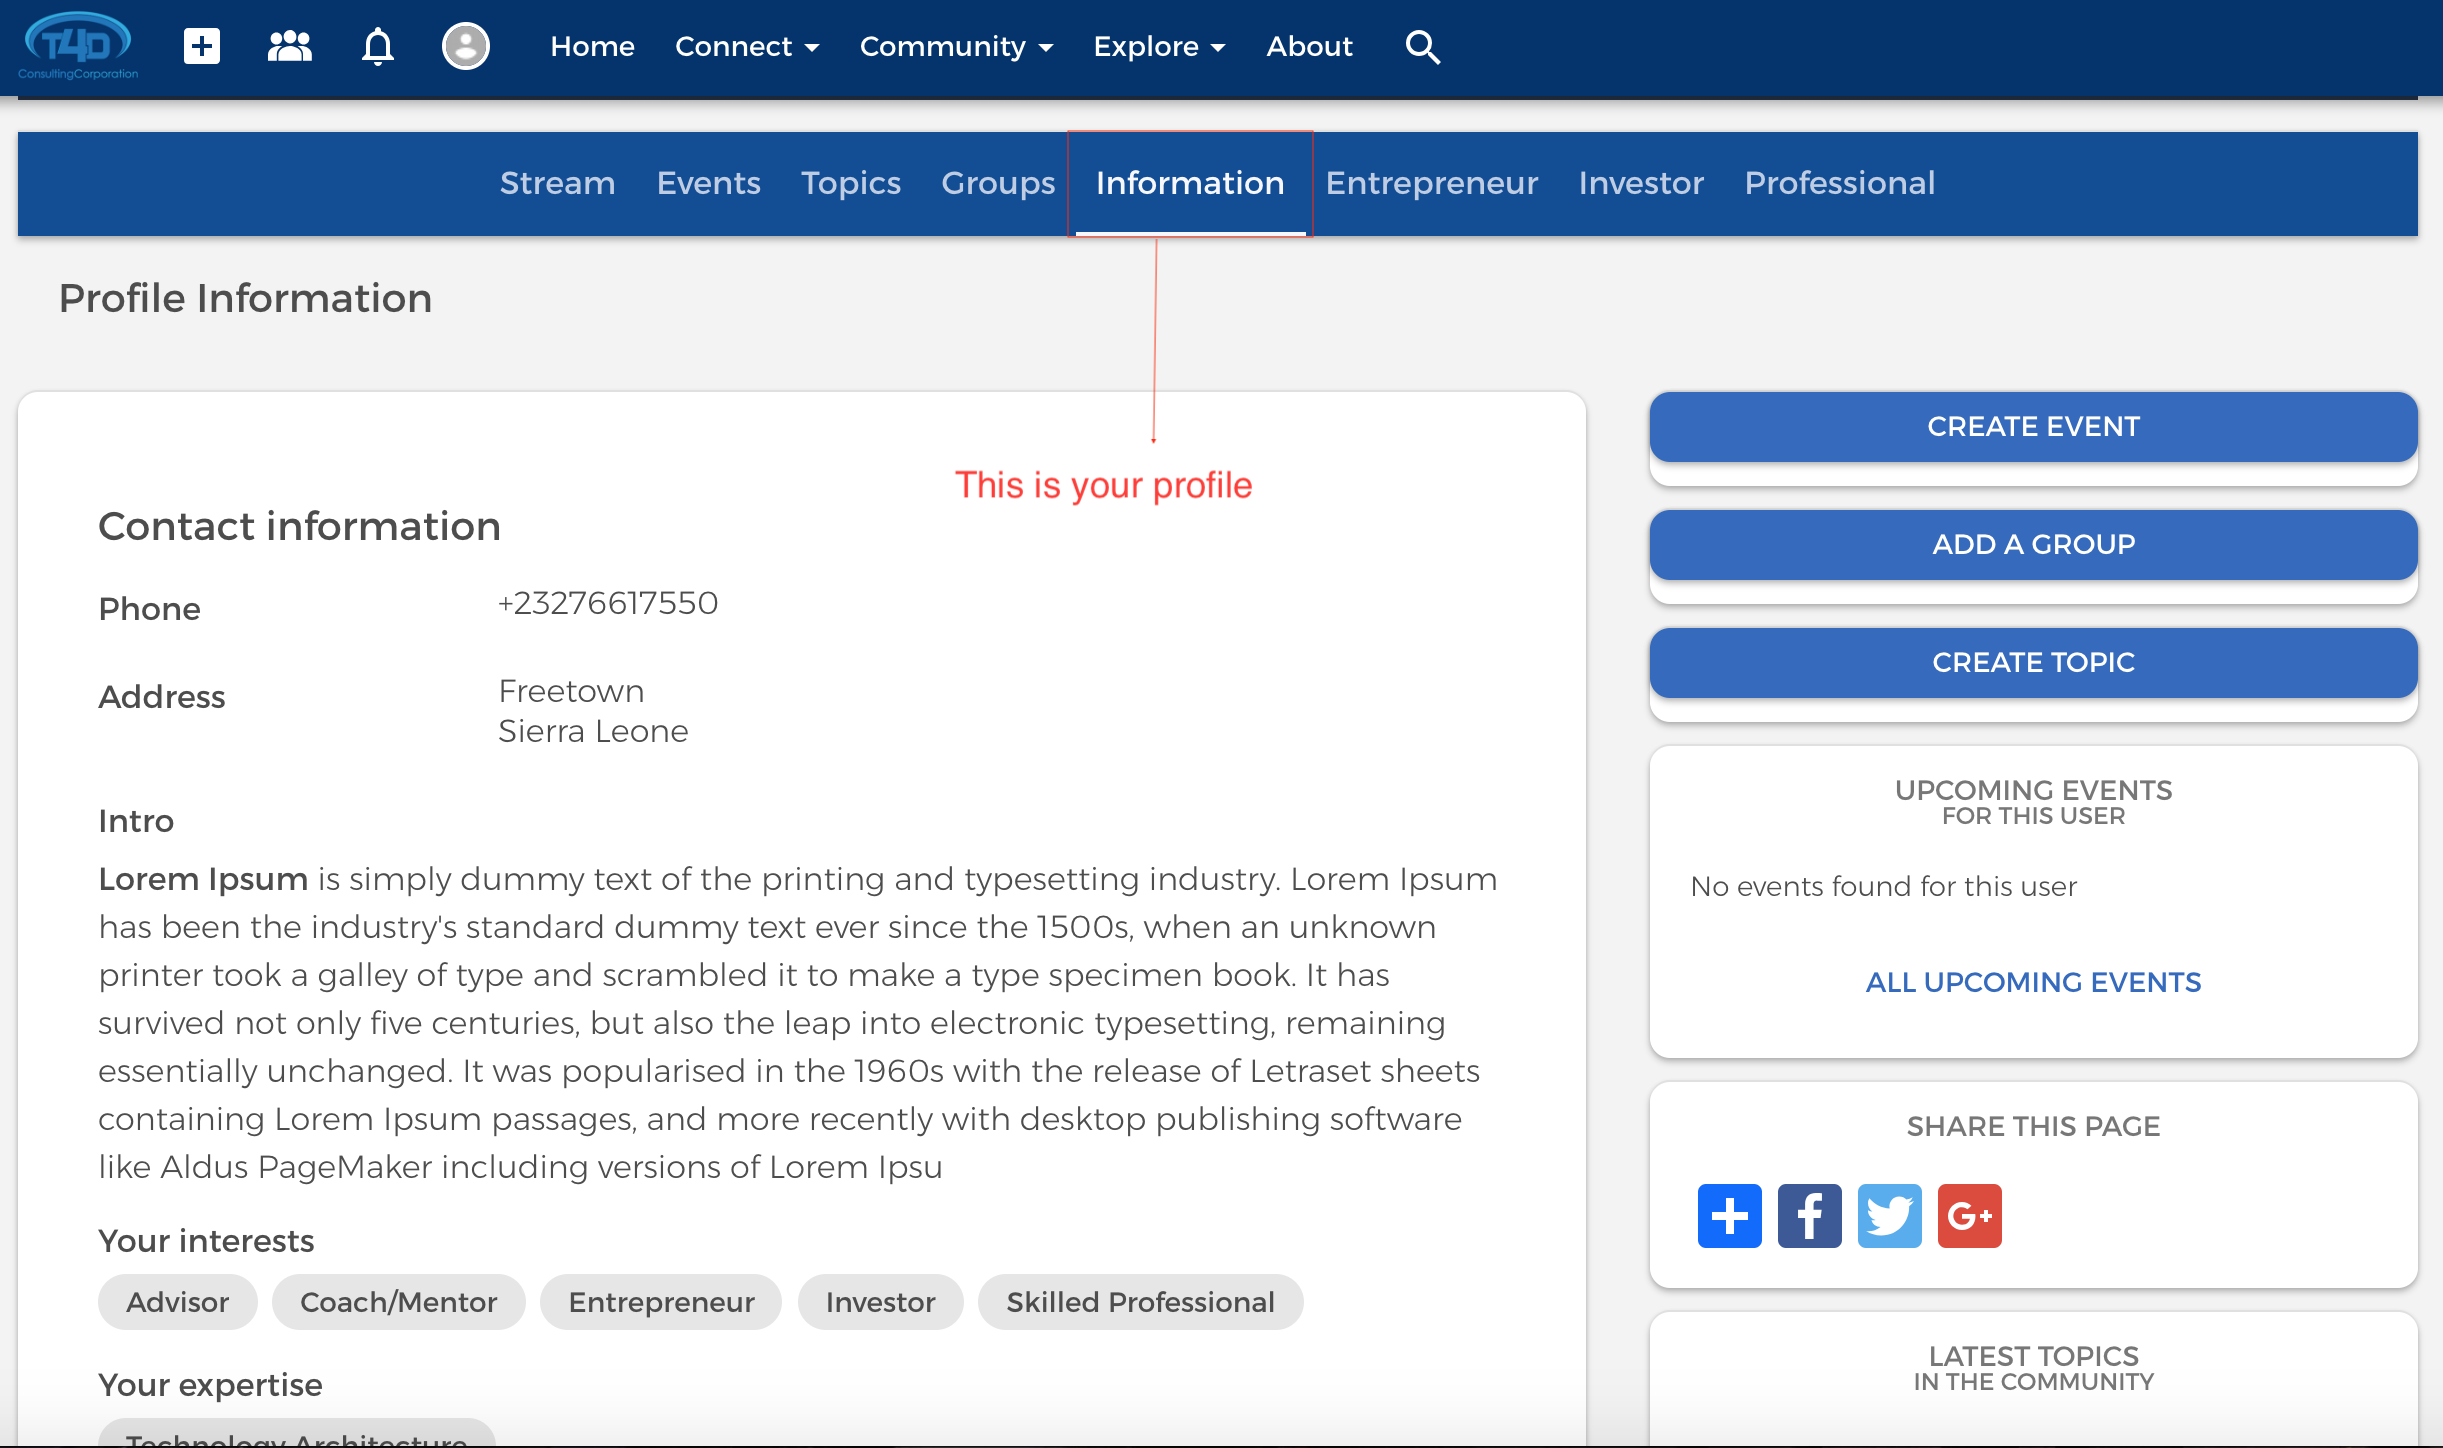 T4D
ConsultingCorporation
Home Connect Community Explore About
Stream Events Topics Groups Information Entrepreneur Investor Professional
Profile Information
This is your profile
Contact information
Phone +23276617550
Address Freetown
Sierra Leone
Intro
Lorem Ipsum is simply dummy text of the printing and typesetting industry. Lorem Ipsum
has been the industry's standard dummy text ever since the 1500s, when an unknown
printer took a galley of type and scrambled it to make a type specimen book. It has
survived not only five centuries, but also the leap into electronic typesetting, remaining
essentially unchanged. It was popularised in the 1960s with the release of Letraset sheets
containing Lorem Ipsum passages, and more recently with desktop publishing software
like Aldus PageMaker including versions of Lorem Ipsu
Your interests
Advisor Coach/Mentor Entrepreneur Investor Skilled Professional
Your expertise
Technology Architecture
CREATE EVENT
ADD A GROUP
CREATE TOPIC
UPCOMING EVENTS
FOR THIS USER
No events found for this user
ALL UPCOMING EVENTS
SHARE THIS PAGE
G+
LATEST TOPICS
IN THE COMMUNITY